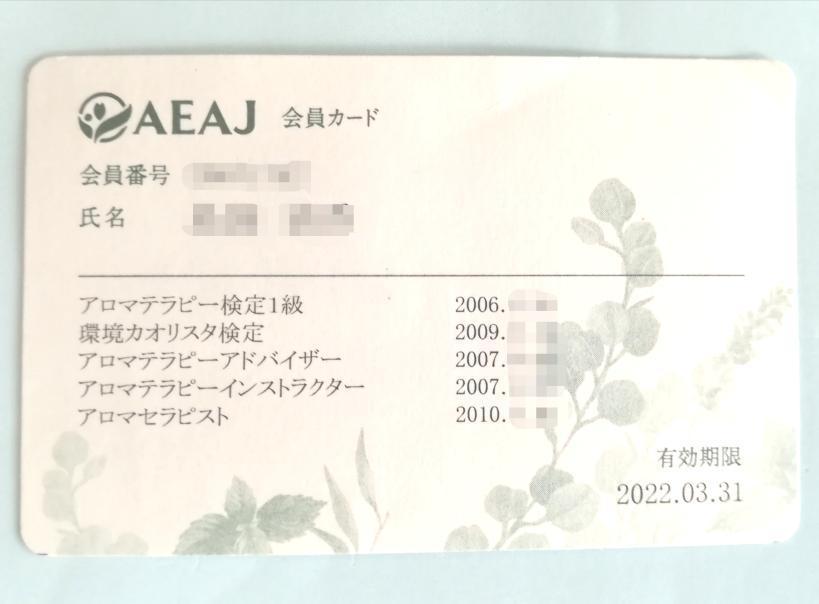 AEAJ 会員カード
会員番号
氏名
アロマテラピー検定1級 2006.
環境カオリスタ検定 2009.
アロマテラピーアドバイザー 2007.
アロマテラピーインストラクター 2007.
アロマセラピスト 2010.
有効期限
2022.03.31